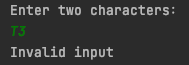 Enter two characters:
T3
Invalid input